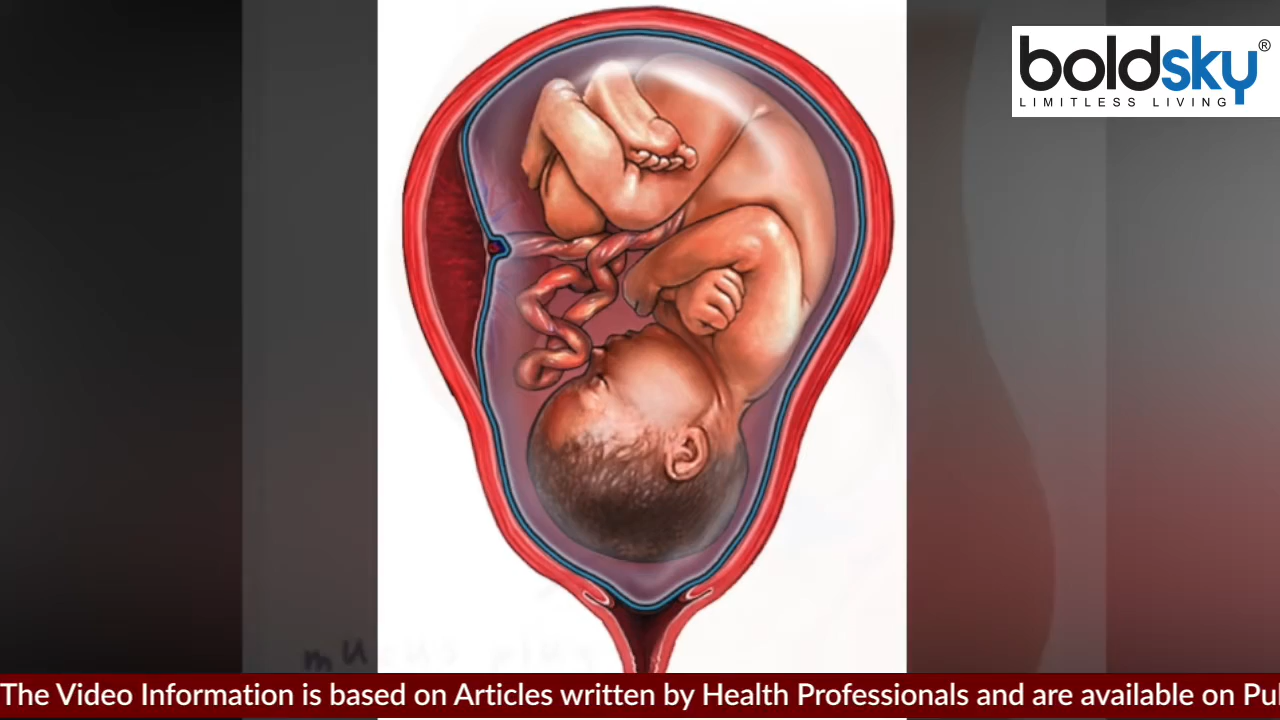 boldsky®
LIMITLESS LIVING
The Video Information is based on Articles written by Health Professionals and are available on Pu